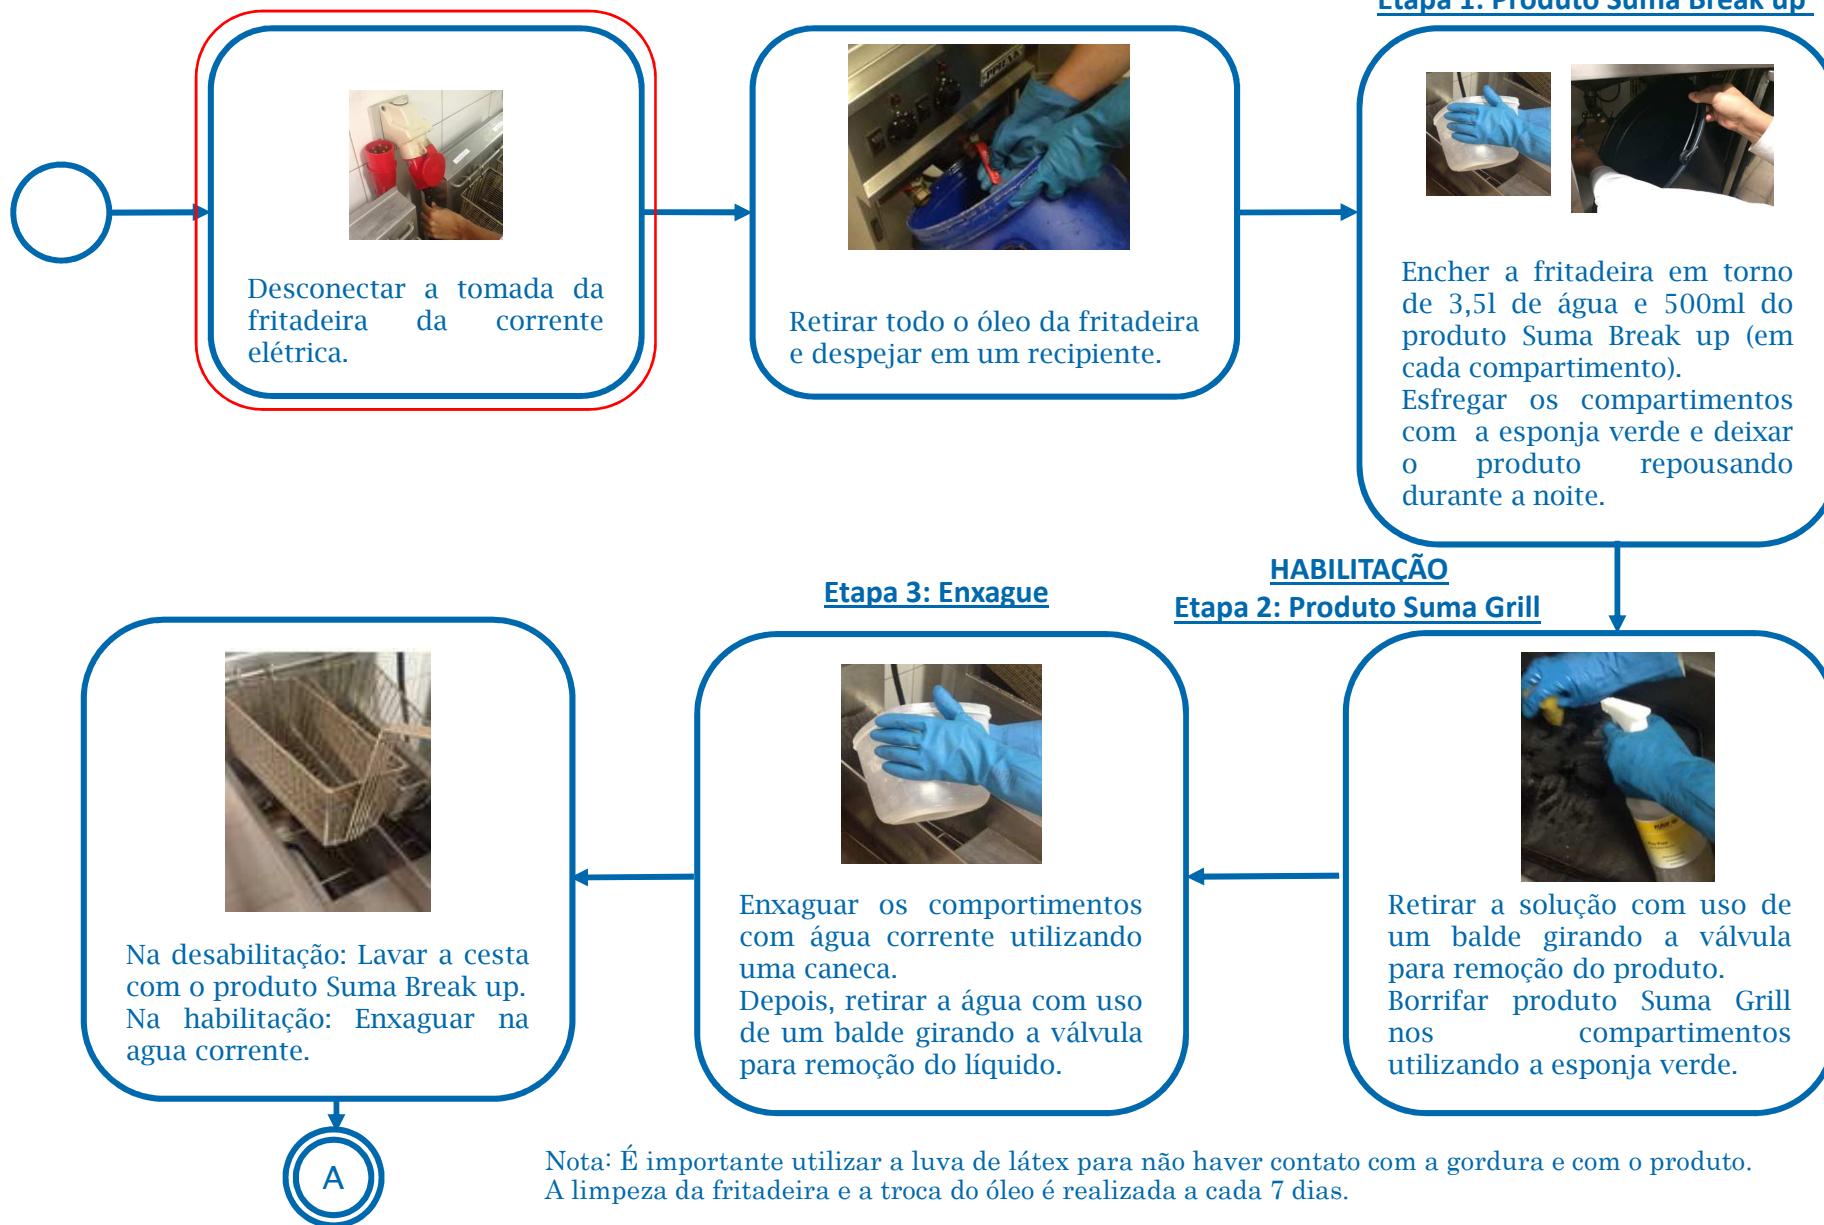 Etapa 1: Produto Suma Break up
Desconectar a tomada da
fritadeira da corrente
elétrica.
Retirar todo o óleo da fritadeira
e despejar em um recipiente.
Encher a fritadeira em torno
de 3,5l de água e 500ml do
produto Suma Break up (em
cada compartimento).
Esfregar os compartimentos
com a esponja verde e deixar
o produto repousando
durante a noite.
HABILITAÇÃO
Etapa 2: Produto Suma Grill
Retirar a solução com uso de
um balde girando a válvula
para remoção do produto.
Borrifar produto Suma Grill
nos compartimentos
utilizando a esponja verde.
Etapa 3: Enxague
Enxaguar os comportimentos
com água corrente utilizando
uma caneca.
Depois, retirar a água com uso
de um balde girando a válvula
para remoção do líquido.
Na desabilitação: Lavar a cesta
com o produto Suma Break up.
Na habilitação: Enxaguar na
agua corrente.
A
Nota: É importante utilizar a luva de látex para não haver contato com a gordura e com o produto.
A limpeza da fritadeira e a troca do óleo é realizada a cada 7 dias.